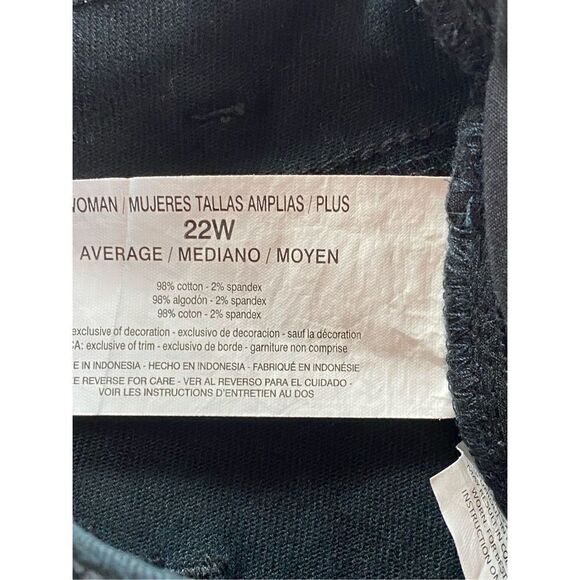 WOMAN / MUJERES TALLAS AMPLIAS / PLUS
22W
AVERAGE / MEDIANO / MOYEN
98% cotton - 2% spandex
98% algodón - 2% spandex
98% coton - 2% spandex
exclusive of decoration - exclusivo de decoracion - sauf la décoration
CA: exclusive of trim - exclusivo de borde - garniture non comprise
E IN INDONESIA - HECHO EN INDONESIA - FABRIQUÉ EN INDONÉSIE
E REVERSE FOR CARE - VER AL REVERSO PARA EL CUIDADO -
VOIR LES INSTRUCTIONS D'ENTRETIEN AU DOS
WORN. FOR
INSTRUCTION